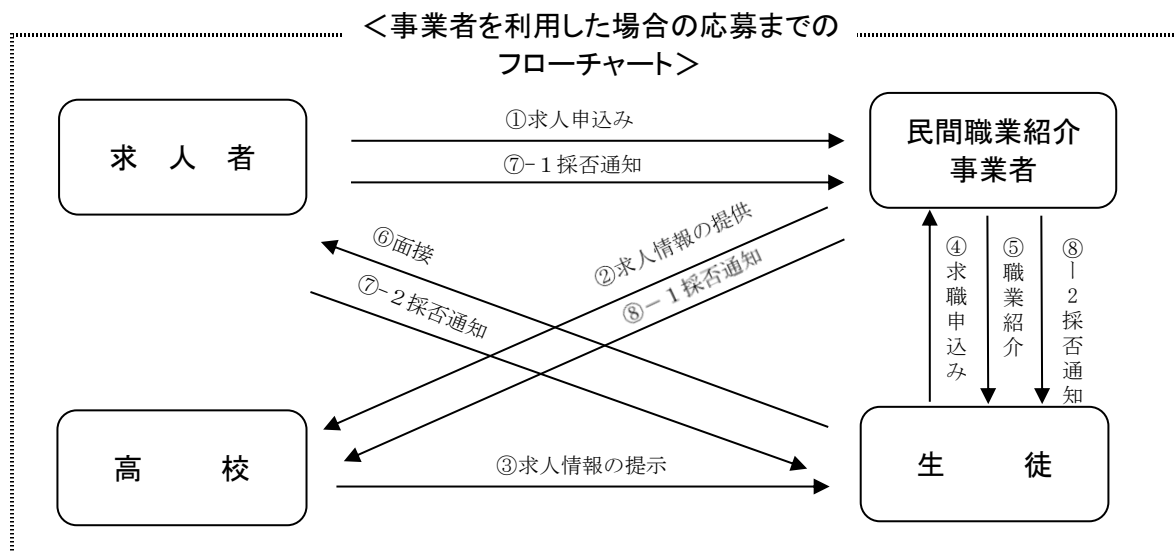 ＜事業者を利用した場合の応募までの
フローチャート＞
求　人　者
①求人申込み
⑦-１採否通知
民間職業紹介
事業者
⑥面接
⑦-２採否通知
②求人情報の提供
⑧－１採否通知
④求職申込み
⑤職業紹介
⑧－２採否通知
高　　　校
③求人情報の提示
生　　　徒